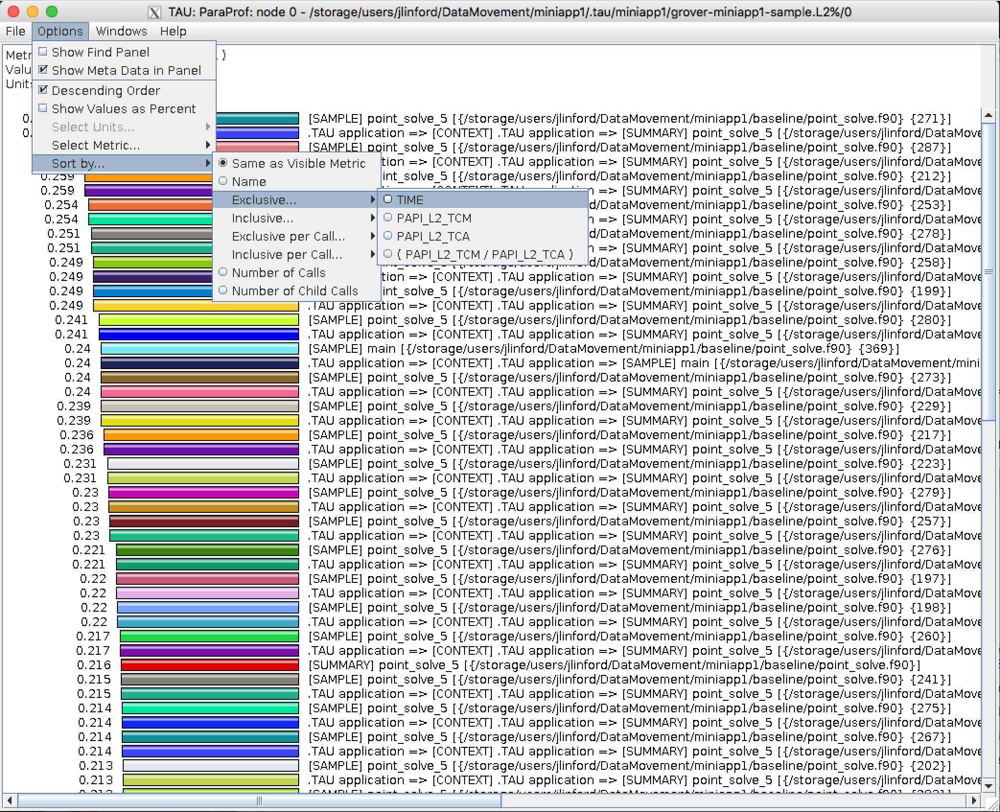 TAU: ParaProf: node 0 - /storage/users/jlinford/DataMovement/miniapp1/.tau/miniapp1/grover-miniapp1-sample.L2%/0
File Options Windows Help
Show Find Panel
Show Meta Data in Panel
Descending Order
Show Values as Percent
Select Units...
Select Metric...
Sort by...
Same as Visible Metric
Name
Exclusive...
Inclusive...
Exclusive per Call...
Inclusive per Call...
Number of Calls
Number of Child Calls
TIME
PAPI_L2_TCM
PAPI_L2_TCA
( PAPI_L2_TCM / PAPI_L2_TCA )
[SAMPLE] point_solve_5 [{/storage/users/jlinford/DataMovement/miniapp1/baseline/point_solve.f90} {271}]
.TAU application => [CONTEXT] .TAU application => [SUMMARY] point_solve_5 [{/storage/users/jlinford/DataMove
[SAMPLE] point_solve_5 [{/storage/users/jlinford/DataMovement/miniapp1/baseline/point_solve.f90} {287}]
=> [CONTEXT] .TAU application => [SUMMARY] point_solve_5 [{/storage/users/jlinford/DataMove
0.259 [{/storage/users/jlinford/DataMovement/miniapp1/baseline/point_solve.f90} {212}]
0.259 => [SUMMARY] point_solve_5 [{/storage/users/jlinford/DataMove
0.254 /DataMovement/miniapp1/baseline/point_solve.f90} {253}]
0.254 => [SUMMARY] point_solve_5 [{/storage/users/jlinford/DataMove
0.251 /DataMovement/miniapp1/baseline/point_solve.f90} {278}]
0.251 => [SUMMARY] point_solve_5 [{/storage/users/jlinford/DataMove
0.249 /DataMovement/miniapp1/baseline/point_solve.f90} {258}]
0.249 => [CONTEXT] .TAU application => [SUMMARY] point_solve_5 [{/storage/users/jlinford/DataMove
0.249 [{/storage/users/jlinford/DataMovement/miniapp1/baseline/point_solve.f90} {199}]
0.249 .TAU application => [CONTEXT] .TAU application => [SUMMARY] point_solve_5 [{/storage/users/jlinford/DataMove
0.241 [SAMPLE] point_solve_5 [{/storage/users/jlinford/DataMovement/miniapp1/baseline/point_solve.f90} {280}]
0.241 .TAU application => [CONTEXT] .TAU application => [SUMMARY] point_solve_5 [{/storage/users/jlinford/DataMove
0.24 [SAMPLE] main [{/storage/users/jlinford/DataMovement/miniapp1/baseline/point_solve.f90} {369}]
0.24 .TAU application => [CONTEXT] .TAU application => [SAMPLE] main [{/storage/users/jlinford/DataMovement/mini
0.24 [SAMPLE] point_solve_5 [{/storage/users/jlinford/DataMovement/miniapp1/baseline/point_solve.f90} {273}]
0.24 .TAU application => [CONTEXT] .TAU application => [SUMMARY] point_solve_5 [{/storage/users/jlinford/DataMove
0.239 [SAMPLE] point_solve_5 [{/storage/users/jlinford/DataMovement/miniapp1/baseline/point_solve.f90} {229}]
0.239 .TAU application => [CONTEXT] .TAU application => [SUMMARY] point_solve_5 [{/storage/users/jlinford/DataMove
0.236 [SAMPLE] point_solve_5 [{/storage/users/jlinford/DataMovement/miniapp1/baseline/point_solve.f90} {217}]
0.236 .TAU application => [CONTEXT] .TAU application => [SUMMARY] point_solve_5 [{/storage/users/jlinford/DataMove
0.231 [SAMPLE] point_solve_5 [{/storage/users/jlinford/DataMovement/miniapp1/baseline/point_solve.f90} {223}]
0.231 .TAU application => [CONTEXT] .TAU application => [SUMMARY] point_solve_5 [{/storage/users/jlinford/DataMove
0.23 [SAMPLE] point_solve_5 [{/storage/users/jlinford/DataMovement/miniapp1/baseline/point_solve.f90} {279}]
0.23 .TAU application => [CONTEXT] .TAU application => [SUMMARY] point_solve_5 [{/storage/users/jlinford/DataMove
0.23 [SAMPLE] point_solve_5 [{/storage/users/jlinford/DataMovement/miniapp1/baseline/point_solve.f90} {257}]
0.23 .TAU application => [CONTEXT] .TAU application => [SUMMARY] point_solve_5 [{/storage/users/jlinford/DataMove
0.221 [SAMPLE] point_solve_5 [{/storage/users/jlinford/DataMovement/miniapp1/baseline/point_solve.f90} {276}]
0.221 .TAU application => [CONTEXT] .TAU application => [SUMMARY] point_solve_5 [{/storage/users/jlinford/DataMove
0.22 [SAMPLE] point_solve_5 [{/storage/users/jlinford/DataMovement/miniapp1/baseline/point_solve.f90} {197}]
0.22 .TAU application => [CONTEXT] .TAU application => [SUMMARY] point_solve_5 [{/storage/users/jlinford/DataMove
0.22 [SAMPLE] point_solve_5 [{/storage/users/jlinford/DataMovement/miniapp1/baseline/point_solve.f90} {198}]
0.22 .TAU application => [CONTEXT] .TAU application => [SUMMARY] point_solve_5 [{/storage/users/jlinford/DataMove
0.217 [SAMPLE] point_solve_5 [{/storage/users/jlinford/DataMovement/miniapp1/baseline/point_solve.f90} {260}]
0.217 .TAU application => [CONTEXT] .TAU application => [SUMMARY] point_solve_5 [{/storage/users/jlinford/DataMove
0.216 [SUMMARY] point_solve_5 [{/storage/users/jlinford/DataMovement/miniapp1/baseline/point_solve.f90}]
0.215 [SAMPLE] point_solve_5 [{/storage/users/jlinford/DataMovement/miniapp1/baseline/point_solve.f90} {241}]
0.215 .TAU application => [CONTEXT] .TAU application => [SUMMARY] point_solve_5 [{/storage/users/jlinford/DataMove
0.214 [SAMPLE] point_solve_5 [{/storage/users/jlinford/DataMovement/miniapp1/baseline/point_solve.f90} {275}]
0.214 .TAU application => [CONTEXT] .TAU application => [SUMMARY] point_solve_5 [{/storage/users/jlinford/DataMove
0.214 [SAMPLE] point_solve_5 [{/storage/users/jlinford/DataMovement/miniapp1/baseline/point_solve.f90} {267}]
0.214 .TAU application => [CONTEXT] .TAU application => [SUMMARY] point_solve_5 [{/storage/users/jlinford/DataMove
0.213 [SAMPLE] point_solve_5 [{/storage/users/jlinford/DataMovement/miniapp1/baseline/point_solve.f90} {202}]
0.213 .TAU application => [CONTEXT] .TAU application => [SUMMARY] point_solve_5 [{/storage/users/jlinford/DataMove